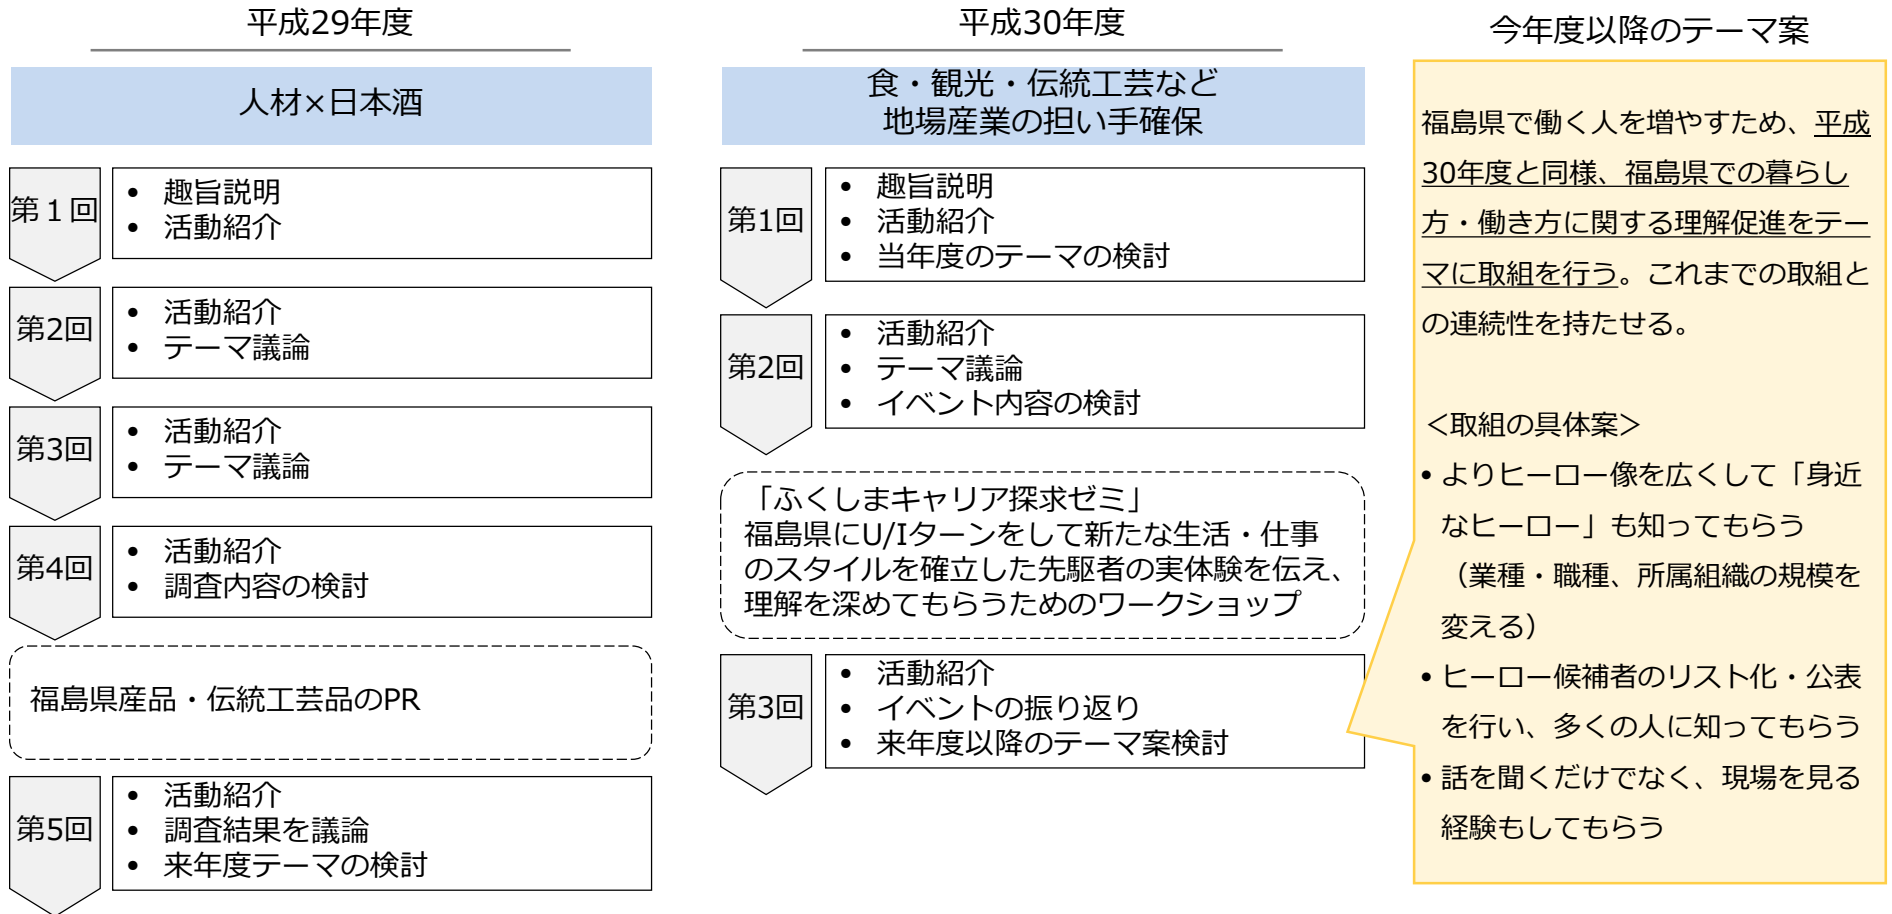 平成29年度
人材×日本酒
第１回
• 趣旨説明
• 活動紹介
第2回
• 活動紹介
• テーマ議論
第3回
• 活動紹介
• テーマ議論
第4回
• 活動紹介
• 調査内容の検討
福島県産品・伝統工芸品のPR
第5回
• 活動紹介
• 調査結果を議論
• 来年度テーマの検討
平成30年度
食・観光・伝統工芸など
地場産業の担い手確保
第1回
• 趣旨説明
• 活動紹介
• 当年度のテーマの検討
第2回
• 活動紹介
• テーマ議論
• イベント内容の検討
「ふくしまキャリア探求ゼミ」
福島県にU/Iターンをして新たな生活・仕事
のスタイルを確立した先駆者の実体験を伝え、
理解を深めてもらうためのワークショップ
第3回
• 活動紹介
• イベントの振り返り
• 来年度以降のテーマ案検討
今年度以降のテーマ案
福島県で働く人を増やすため、平成
30年度と同様、福島県での暮らし
方・働き方に関する理解促進をテー
マに取組を行う。これまでの取組と
の連続性を持たせる。
＜取組の具体案＞
• よりヒーロー像を広くして「身近
なヒーロー」も知ってもらう
（業種・職種、所属組織の規模を
変える）
• ヒーロー候補者のリスト化・公表
を行い、多くの人に知ってもらう
• 話を聞くだけでなく、現場を見る
経験もしてもらう